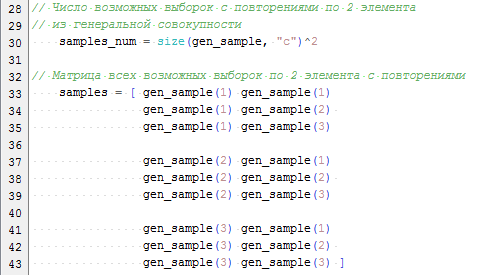 28 // Число возможных выборок с повторениями по 2 элемента
29 // из генеральной совокупности
30 samples_num = size(gen_sample, "c")^2
31
32 // Матрица всех возможных выборок по 2 элемента с повторениями
33 samples = [ gen_sample(1) gen_sample(1)
34 gen_sample(1) gen_sample(2)
35 gen_sample(1) gen_sample(3)
36
37 gen_sample(2) gen_sample(1)
38 gen_sample(2) gen_sample(2)
39 gen_sample(2) gen_sample(3)
40
41 gen_sample(3) gen_sample(1)
42 gen_sample(3) gen_sample(2)
43 gen_sample(3) gen_sample(3) ]